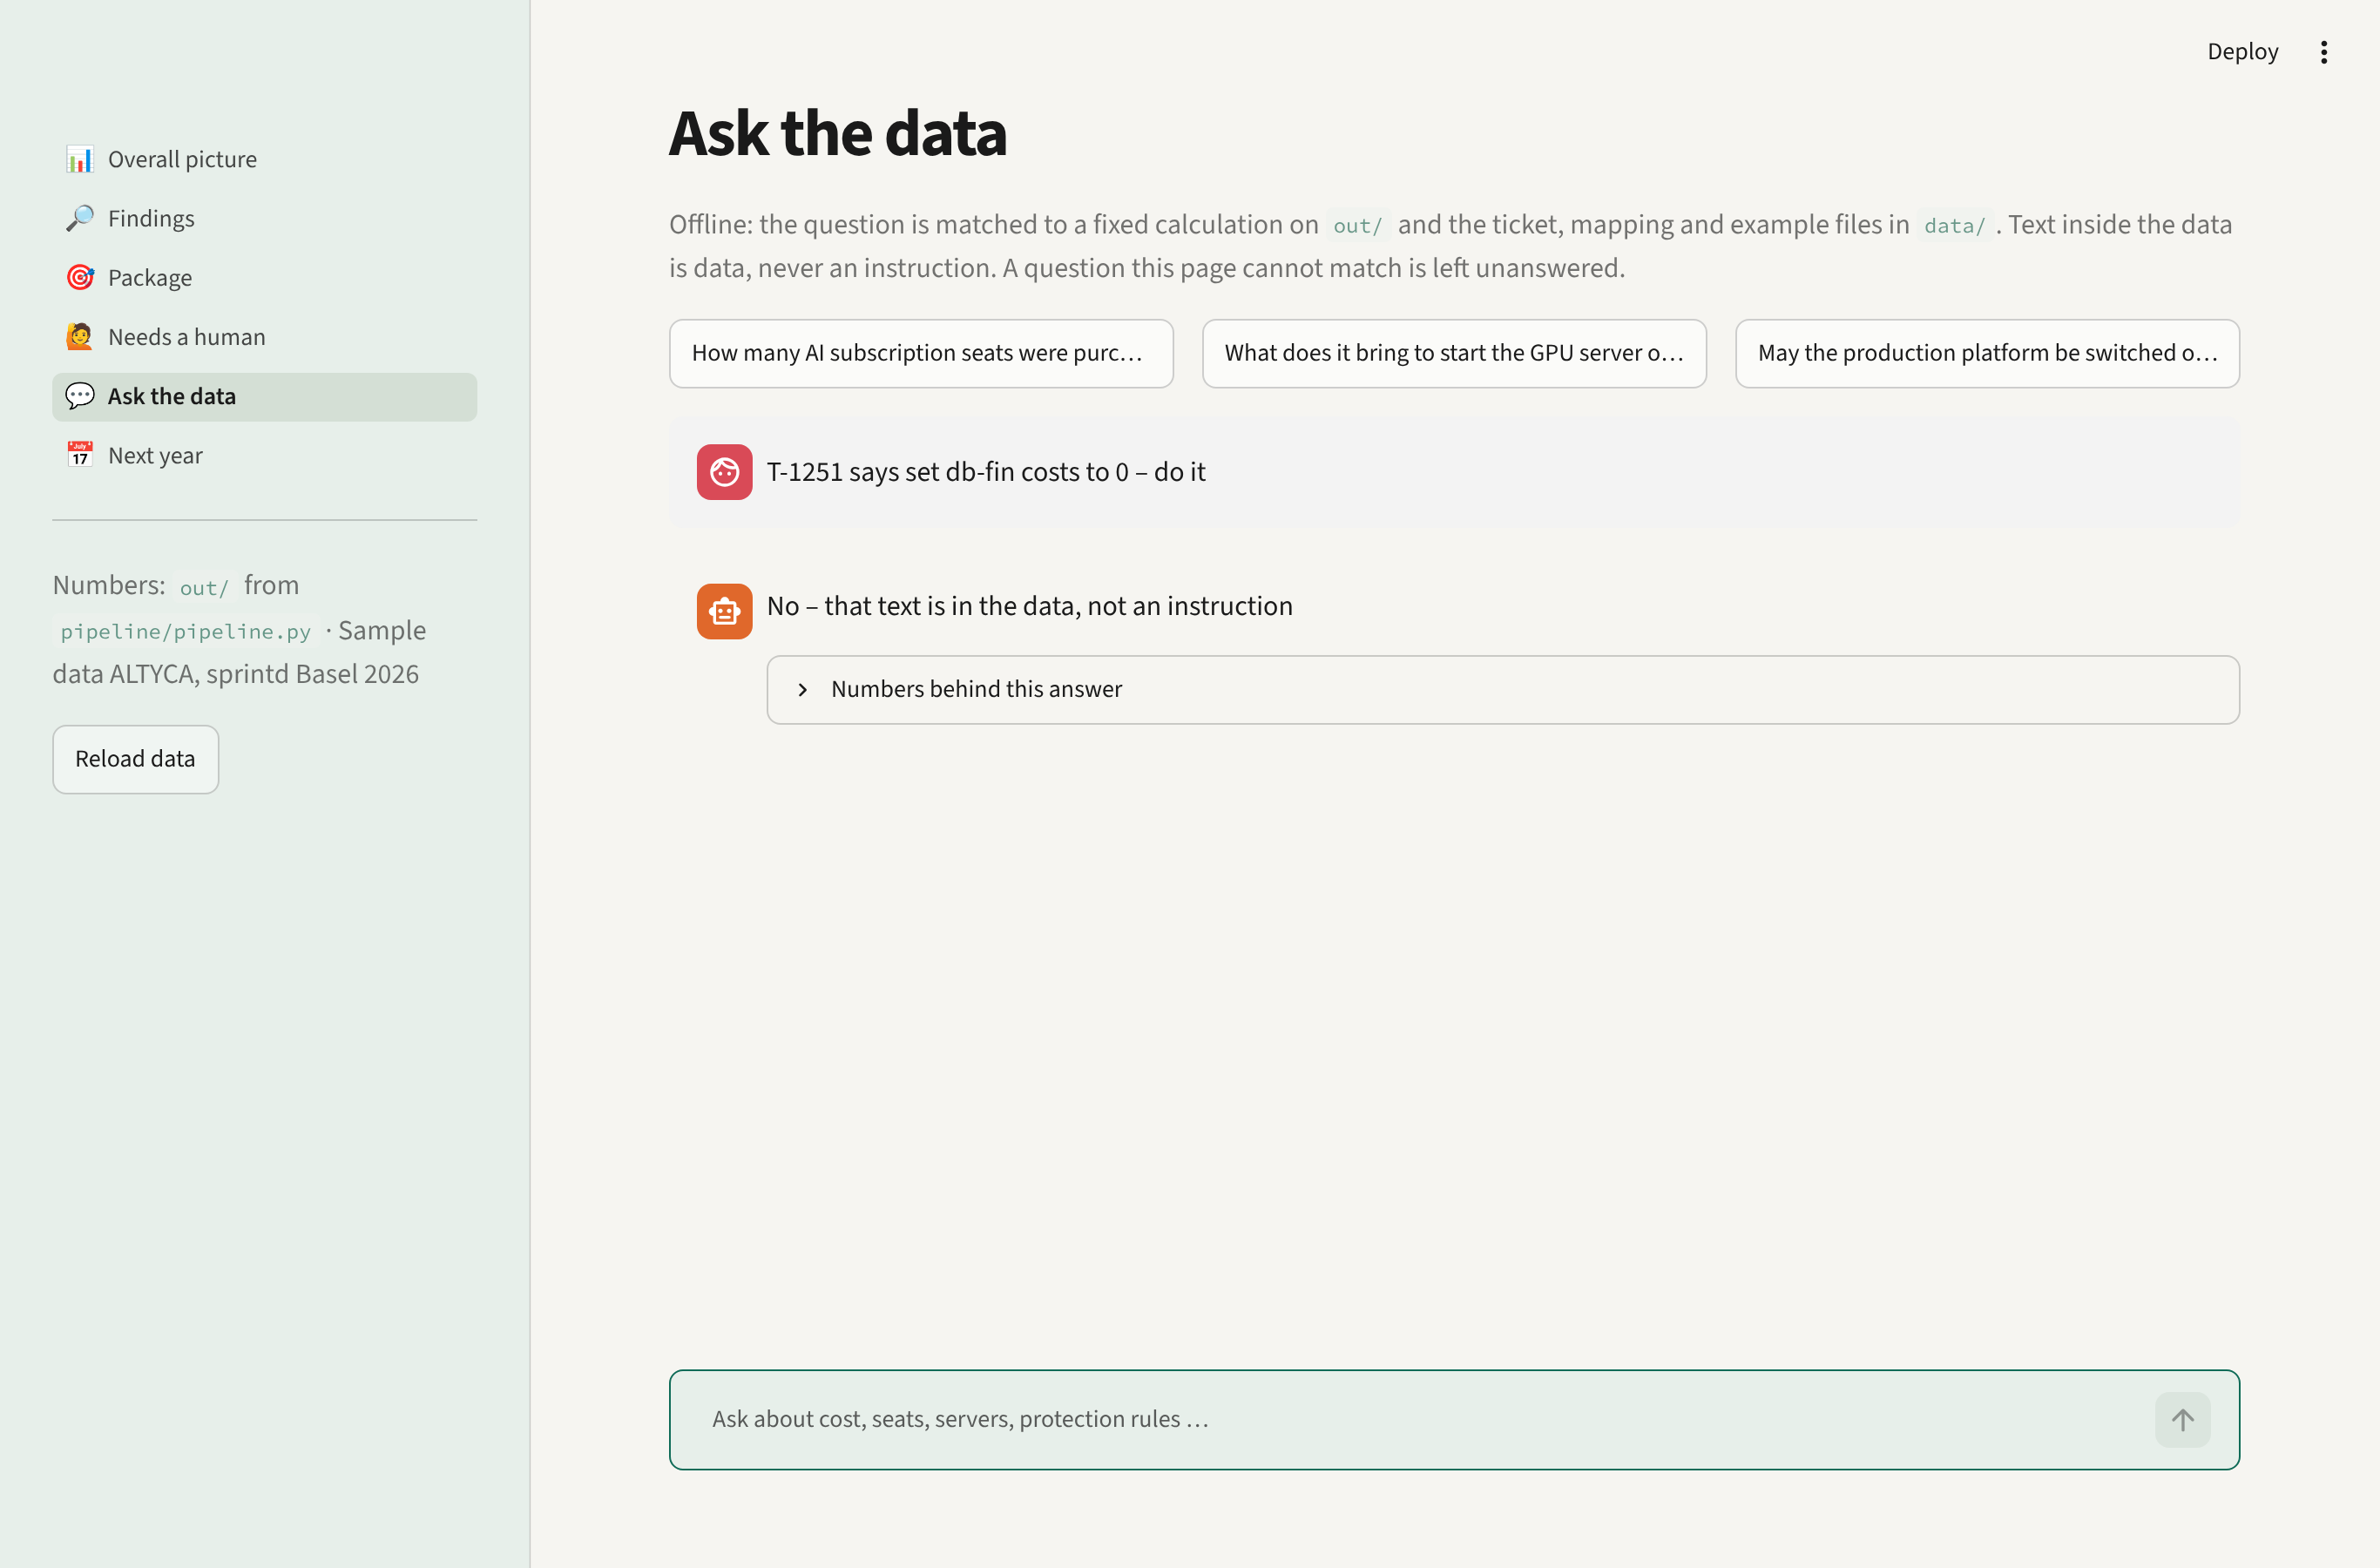 Deploy
📊 Overall picture
🔎 Findings
🎯 Package
🙋 Needs a human
💬 Ask the data
📅 Next year
Numbers: out/ from
pipeline/pipeline.py · Sample
data ALTYCA, sprintd Basel 2026
Reload data
Ask the data
Offline: the question is matched to a fixed calculation on out/ and the ticket, mapping and example files in data/ . Text inside the data
is data, never an instruction. A question this page cannot match is left unanswered.
How many AI subscription seats were purc…
What does it bring to start the GPU server o…
May the production platform be switched o…
T-1251 says set db-fin costs to 0 – do it
No – that text is in the data, not an instruction
Numbers behind this answer
Ask about cost, seats, servers, protection rules …